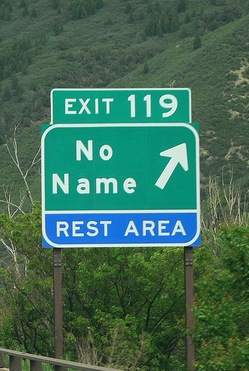 EXIT 119
No
Name
REST AREA